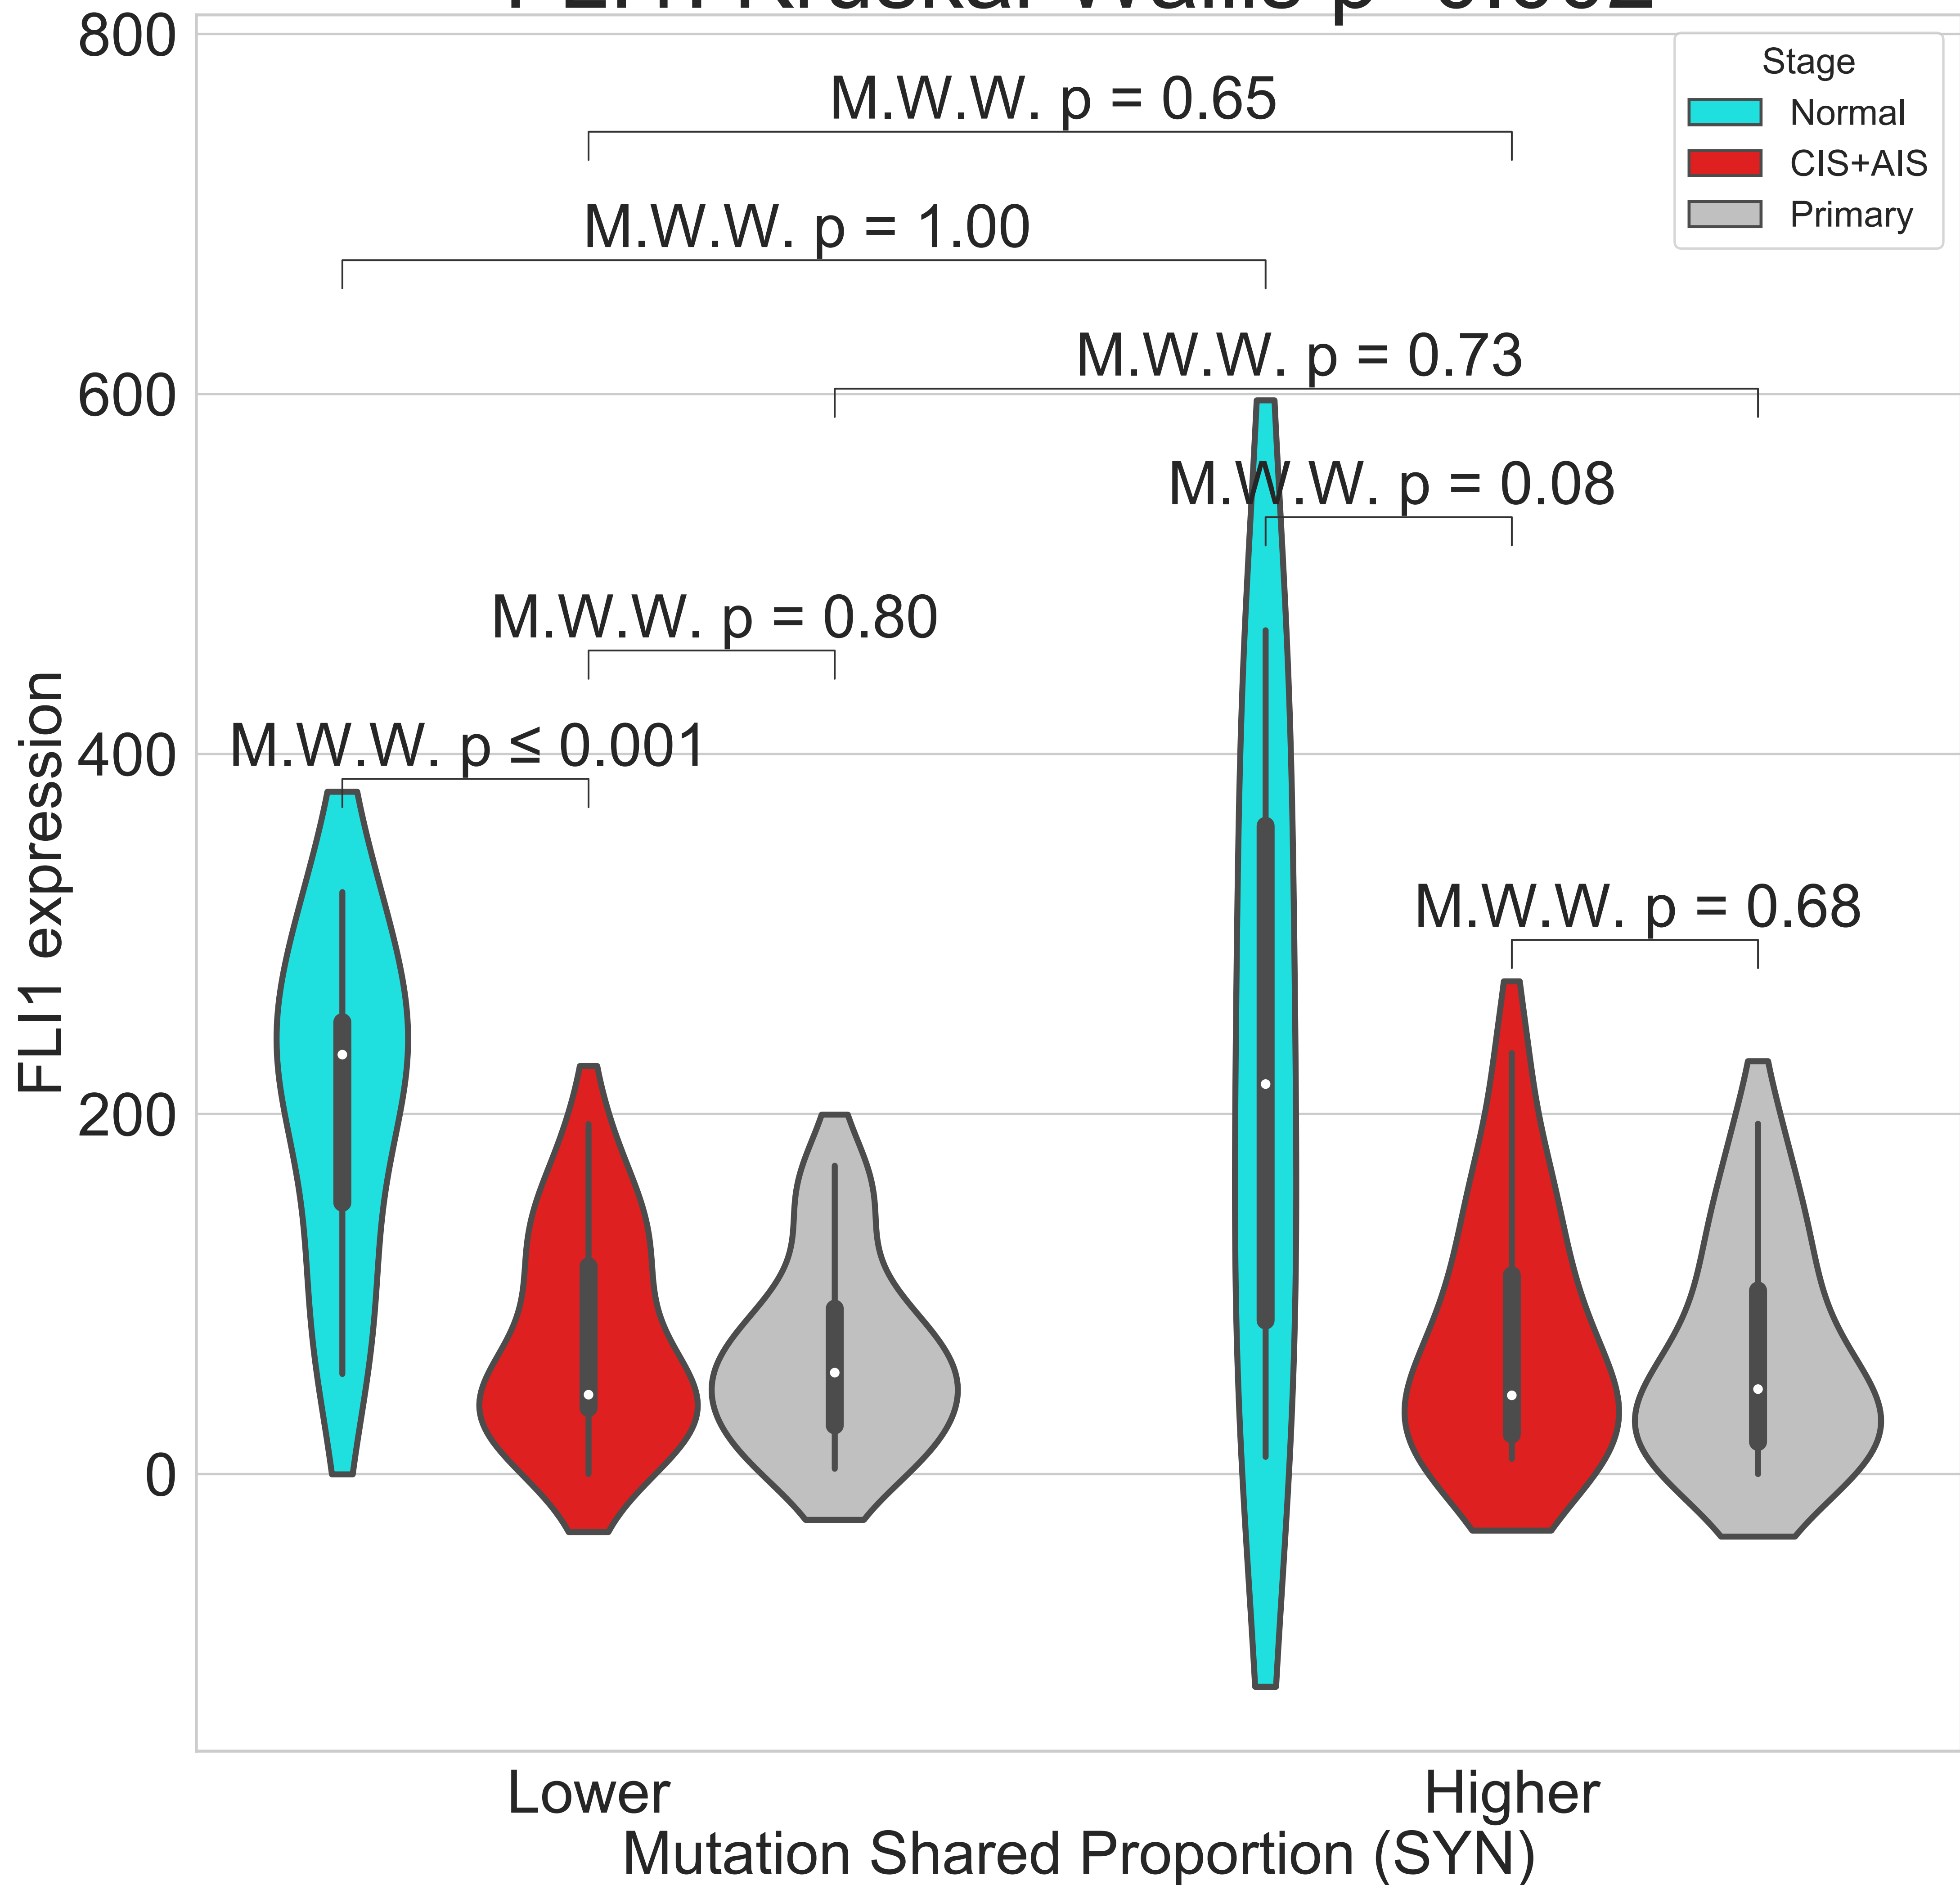 800
Stage
Normal
CIS+AIS
Primary
M.W.W. p = 0.65
M.W.W. p = 1.00
M.W.W. p = 0.73
600
M.W.W. p = 0.08
M.W.W. p = 0.80
M.W.W. p ≤ 0.001
400
M.W.W. p = 0.68
FLI1 expression
200
0
Lower
Higher
Mutation Shared Proportion (SYN)